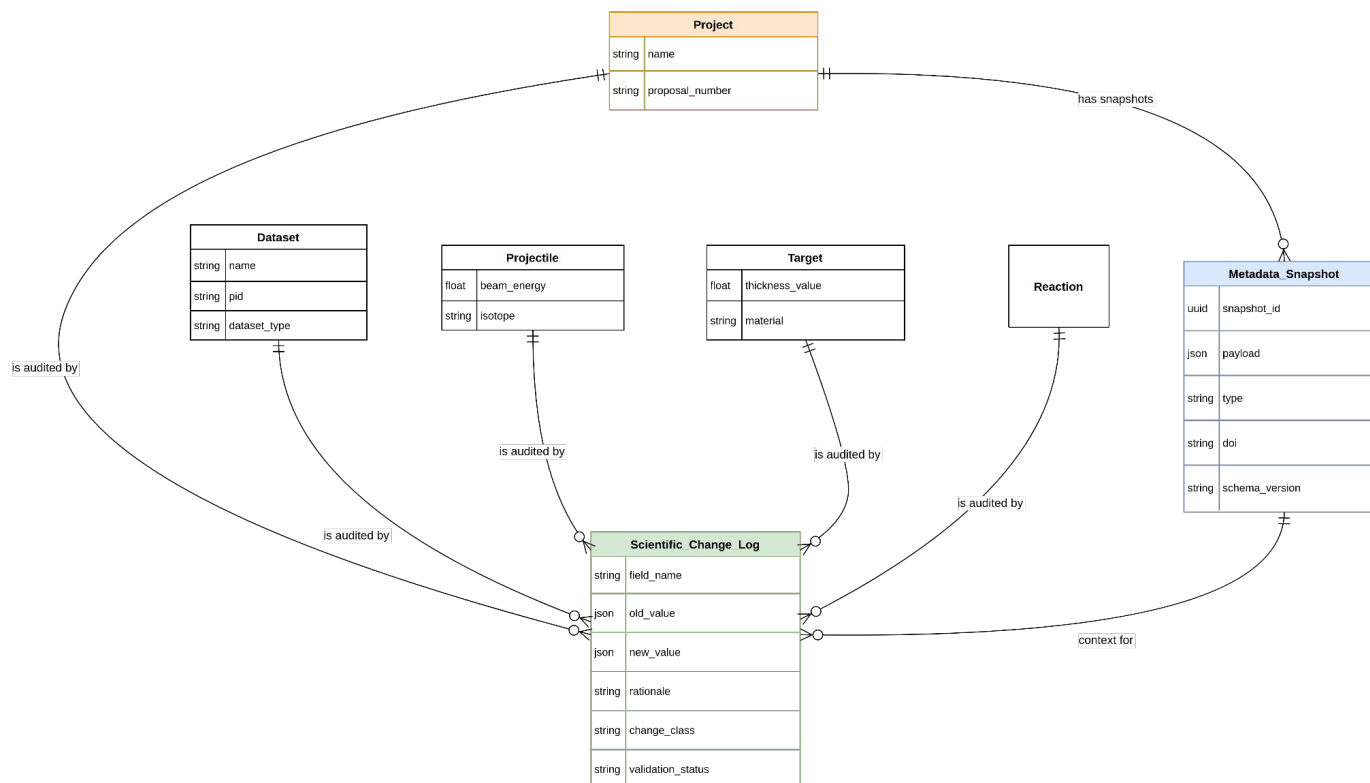 Project
string name
string proposal_number
has snapshots
Dataset
string name
string pid
string dataset_type
Projectile
float beam_energy
string isotope
Target
float thickness_value
string material
Reaction
Metadata_Snapshot
uuid snapshot_id
json payload
string type
string doi
string schema_version
is audited by
is audited by
is audited by
is audited by
is audited by
Scientific_Change_Log
string field_name
json old_value
json new_value
string rationale
string change_class
string validation_status
context for